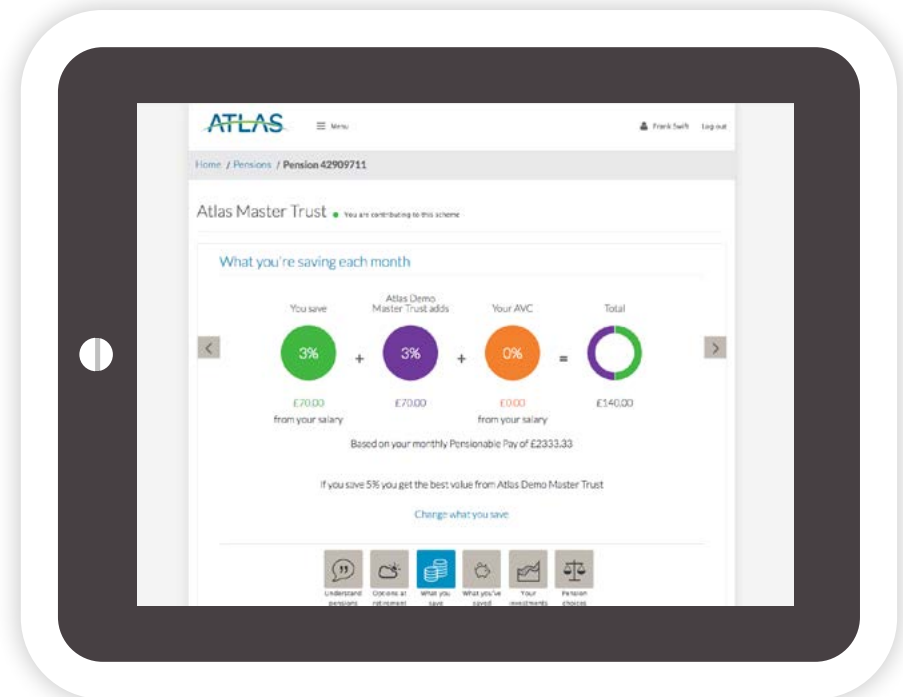 ATLAS
Menu
Frank Swift Log out
Home / Pensions / Pension 42909711
Atlas Master Trust
You are contributing to this scheme
What you're saving each month
You save
Atlas Demo
Master Trust adds
Your AVC
Total
3%
+
3%
+
0%
=
£70.00
£70.00
£0.00
£140.00
from your salary
from your salary
Based on your monthly Pensionable Pay of £2333.33
If you save 5% you get the best value from Atlas Demo Master Trust
Change what you save
Understand
pensions
Options at
retirement
What you
save
What you've
saved
Your
investments
Pension
choices